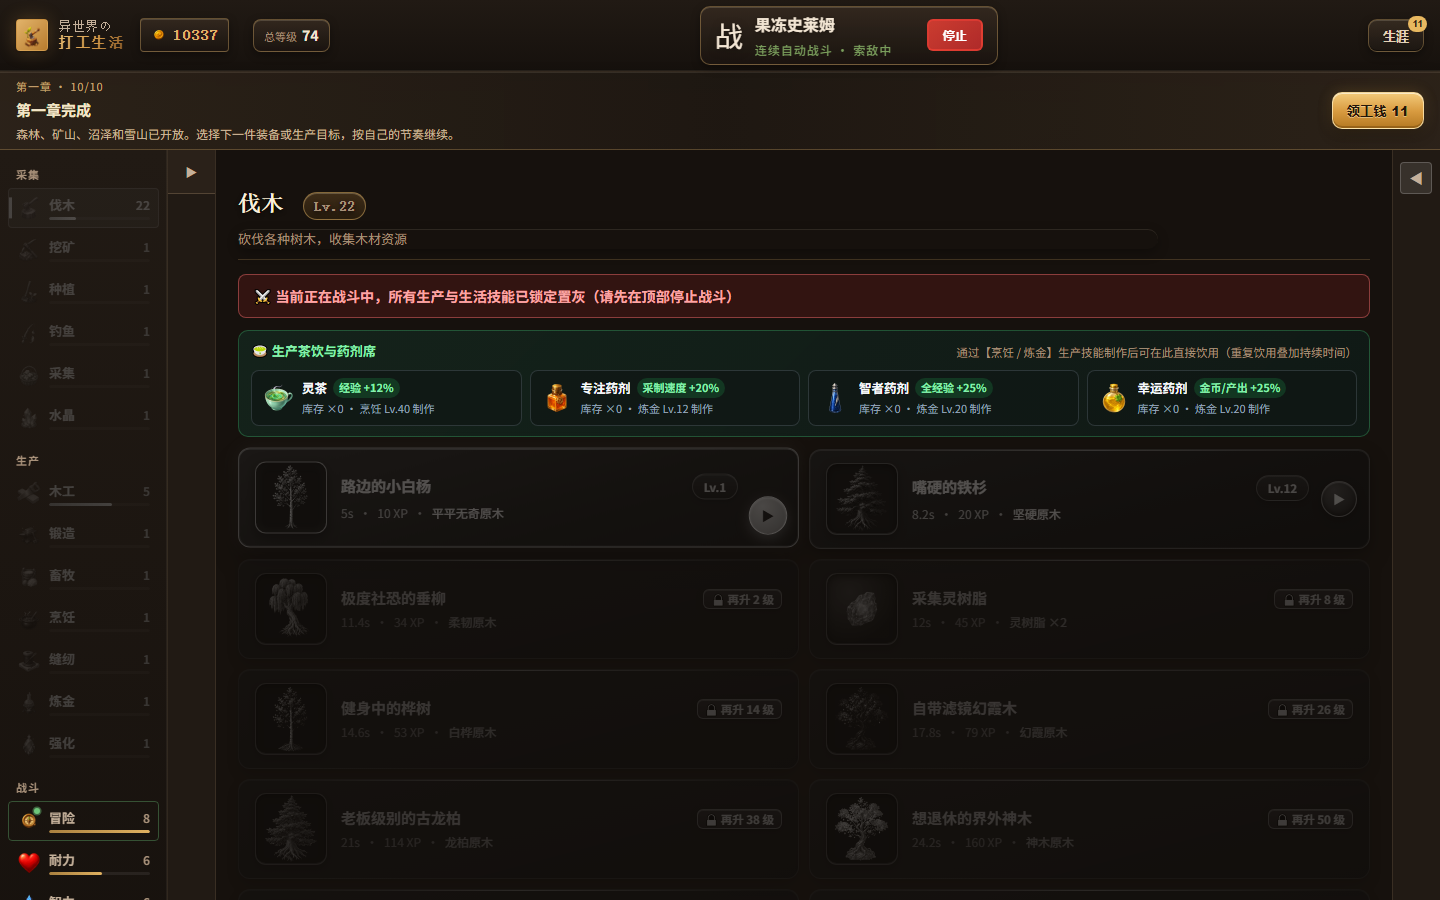 异世界の
打工生活
10337
总等级 74
战
果冻史莱姆
连续自动战斗 · 索敌中
停止
生涯
11
第一章 · 10/10
第一章完成
森林、矿山、沼泽和雪山已开放。选择下一件装备或生产目标，按自己的节奏继续。
领工钱 11
采集
伐木 22
挖矿 1
种植 1
钓鱼 1
采集 1
水晶 1
生产
木工 5
锻造 1
畜牧 1
烹饪 1
缝纫 1
炼金 1
强化 1
战斗
冒险 8
耐力 6
伐木 Lv.22
砍伐各种树木，收集木材资源
当前正在战斗中，所有生产与生活技能已锁定置灰（请先在顶部停止战斗）
生产茶饮与药剂席
通过【烹饪 / 炼金】生产技能制作后可在此直接饮用（重复饮用叠加持续时间）
灵茶 经验 +12%
库存 ×0 · 烹饪 Lv.40 制作
专注药剂 采制速度 +20%
库存 ×0 · 炼金 Lv.12 制作
智者药剂 全经验 +25%
库存 ×0 · 炼金 Lv.20 制作
幸运药剂 金币/产出 +25%
库存 ×0 · 炼金 Lv.20 制作
路边的小白杨 Lv.1
5s · 10 XP · 平平无奇原木
嘴硬的铁杉 Lv.12
8.2s · 20 XP · 坚硬原木
极度社恐的垂柳 再升 2 级
11.4s · 34 XP · 柔韧原木
采集灵树脂 再升 8 级
12s · 45 XP · 灵树脂 ×2
健身中的桦树 再升 14 级
14.6s · 53 XP · 白桦原木
自带滤镜幻霞木 再升 26 级
17.8s · 79 XP · 幻霞原木
老板级别的古龙柏 再升 38 级
21s · 114 XP · 龙柏原木
想退休的界外神木 再升 50 级
24.2s · 160 XP · 神木原木